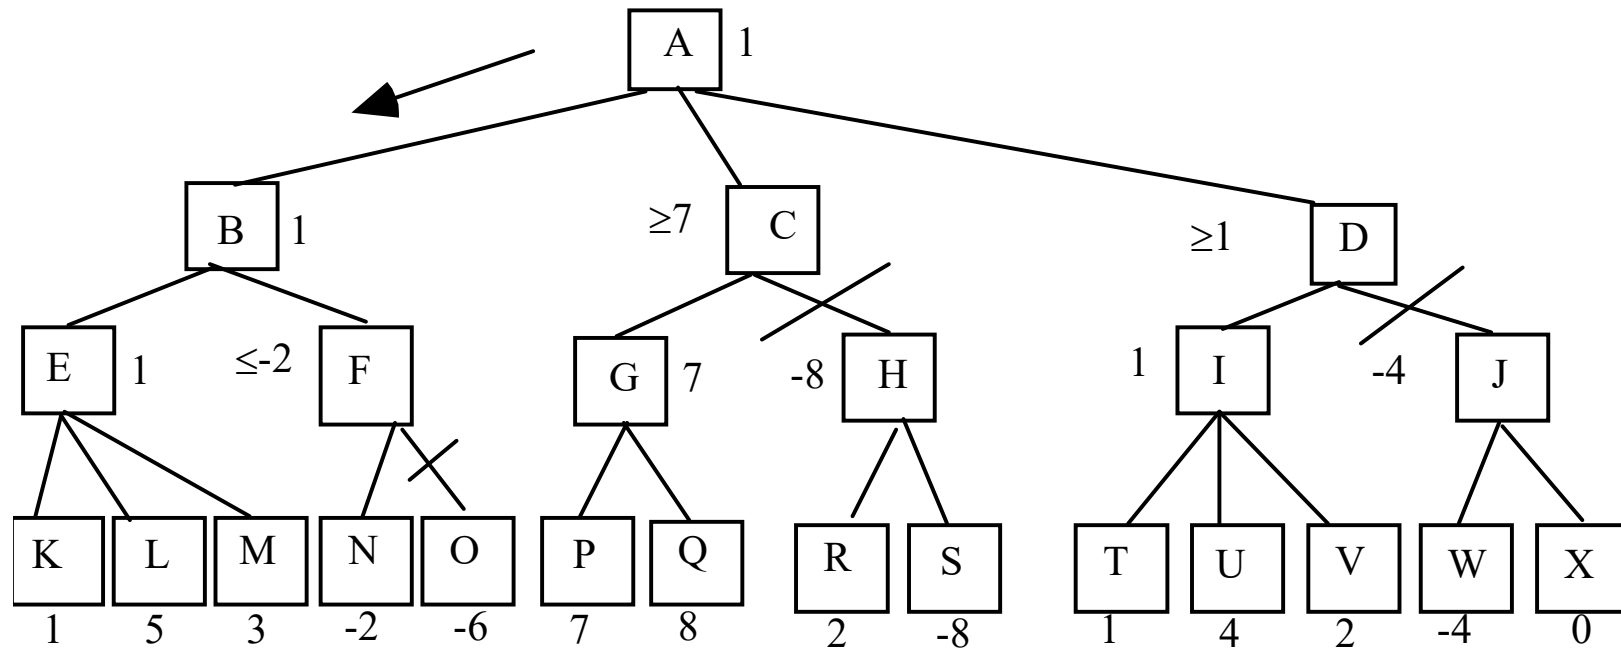 A 1
B 1 ≥7 C ≥1 D
E 1 ≤-2 F G 7 -8 H 1 I -4 J
K L M N O P Q R S T U V W X
1 5 3 -2 -6 7 8 2 -8 1 4 2 -4 0